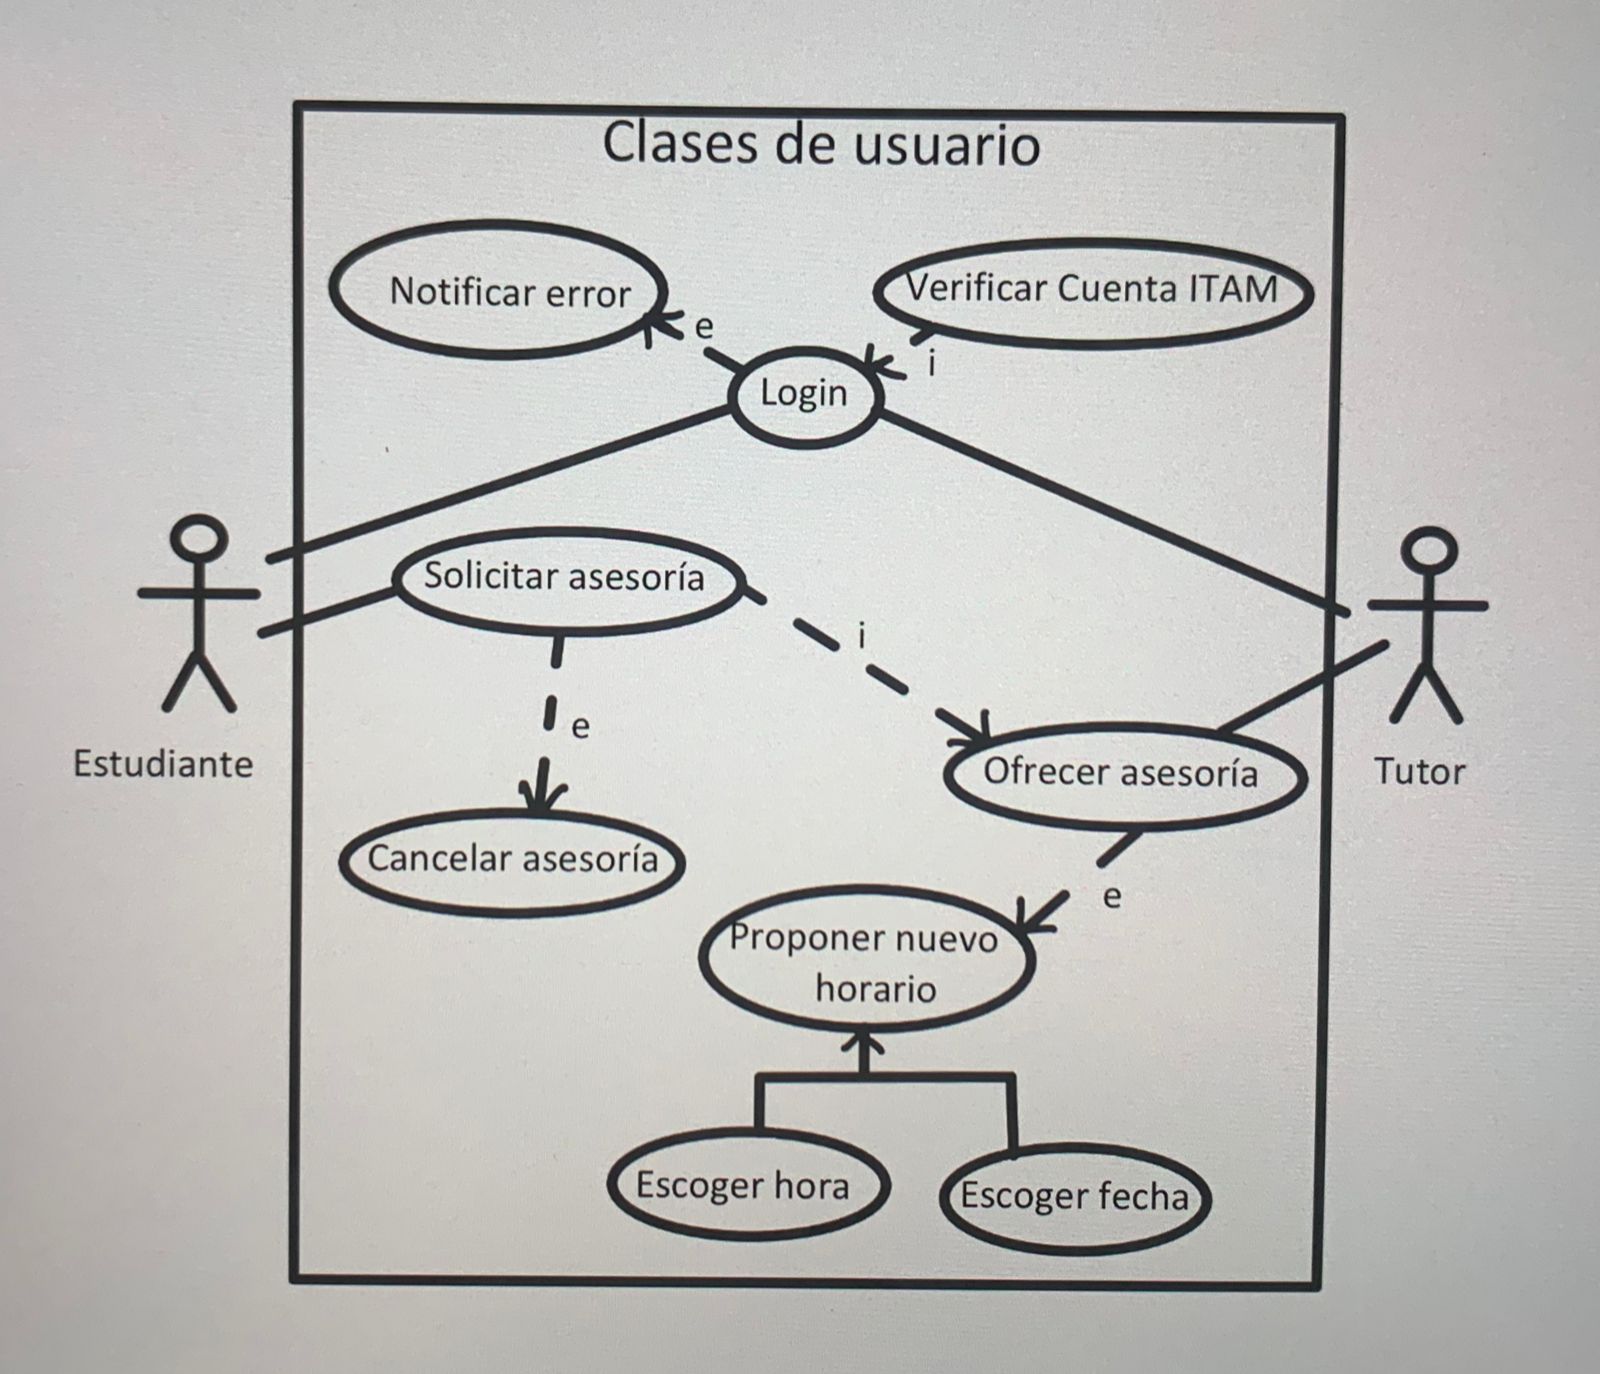 Clases de usuario
Notificar error
Verificar Cuenta ITAM
e
i
Login
Solicitar asesoría
i
e
Estudiante
Ofrecer asesoría
Tutor
Cancelar asesoría
e
Proponer nuevo
horario
Escoger hora
Escoger fecha